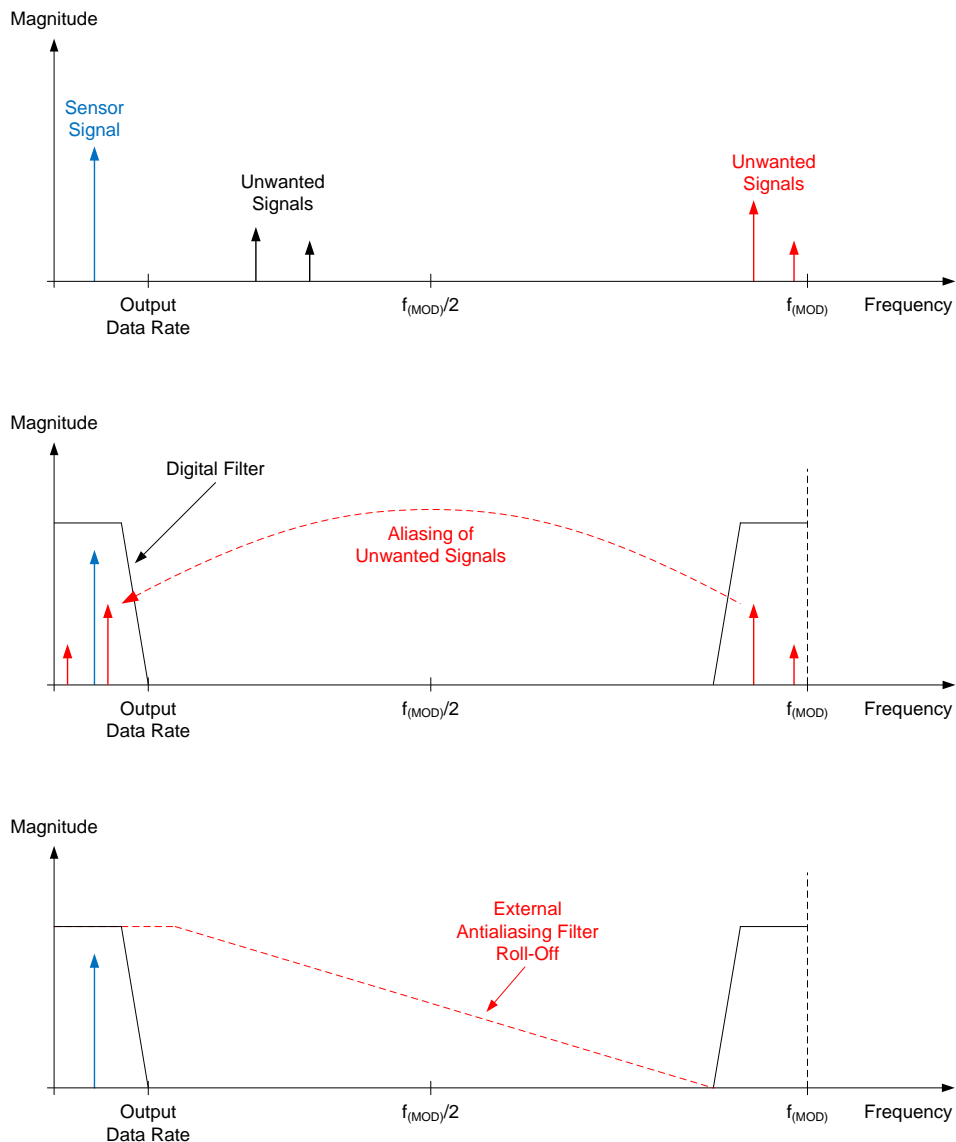 Magnitude
Sensor
Signal
Unwanted
Signals
Unwanted
Signals
Output
Data Rate
f(MOD)/2
f(MOD)
Frequency
Magnitude
Digital Filter
Aliasing of
Unwanted Signals
Output
Data Rate
f(MOD)/2
f(MOD)
Frequency
Magnitude
External
Antialiasing Filter
Roll-Off
Output
Data Rate
f(MOD)/2
f(MOD)
Frequency